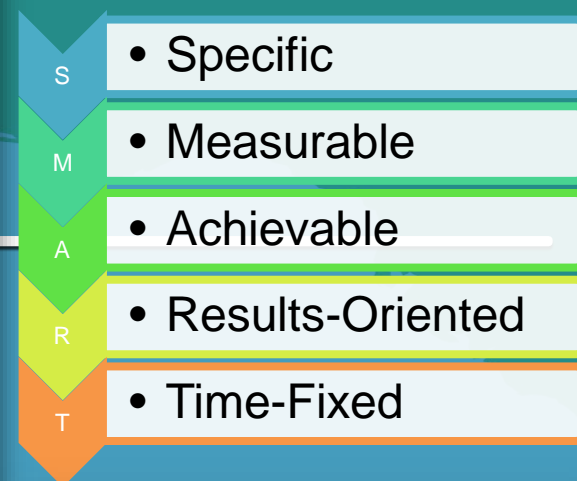 S
• Specific
M
• Measurable
A
• Achievable
R
• Results-Oriented
T
• Time-Fixed